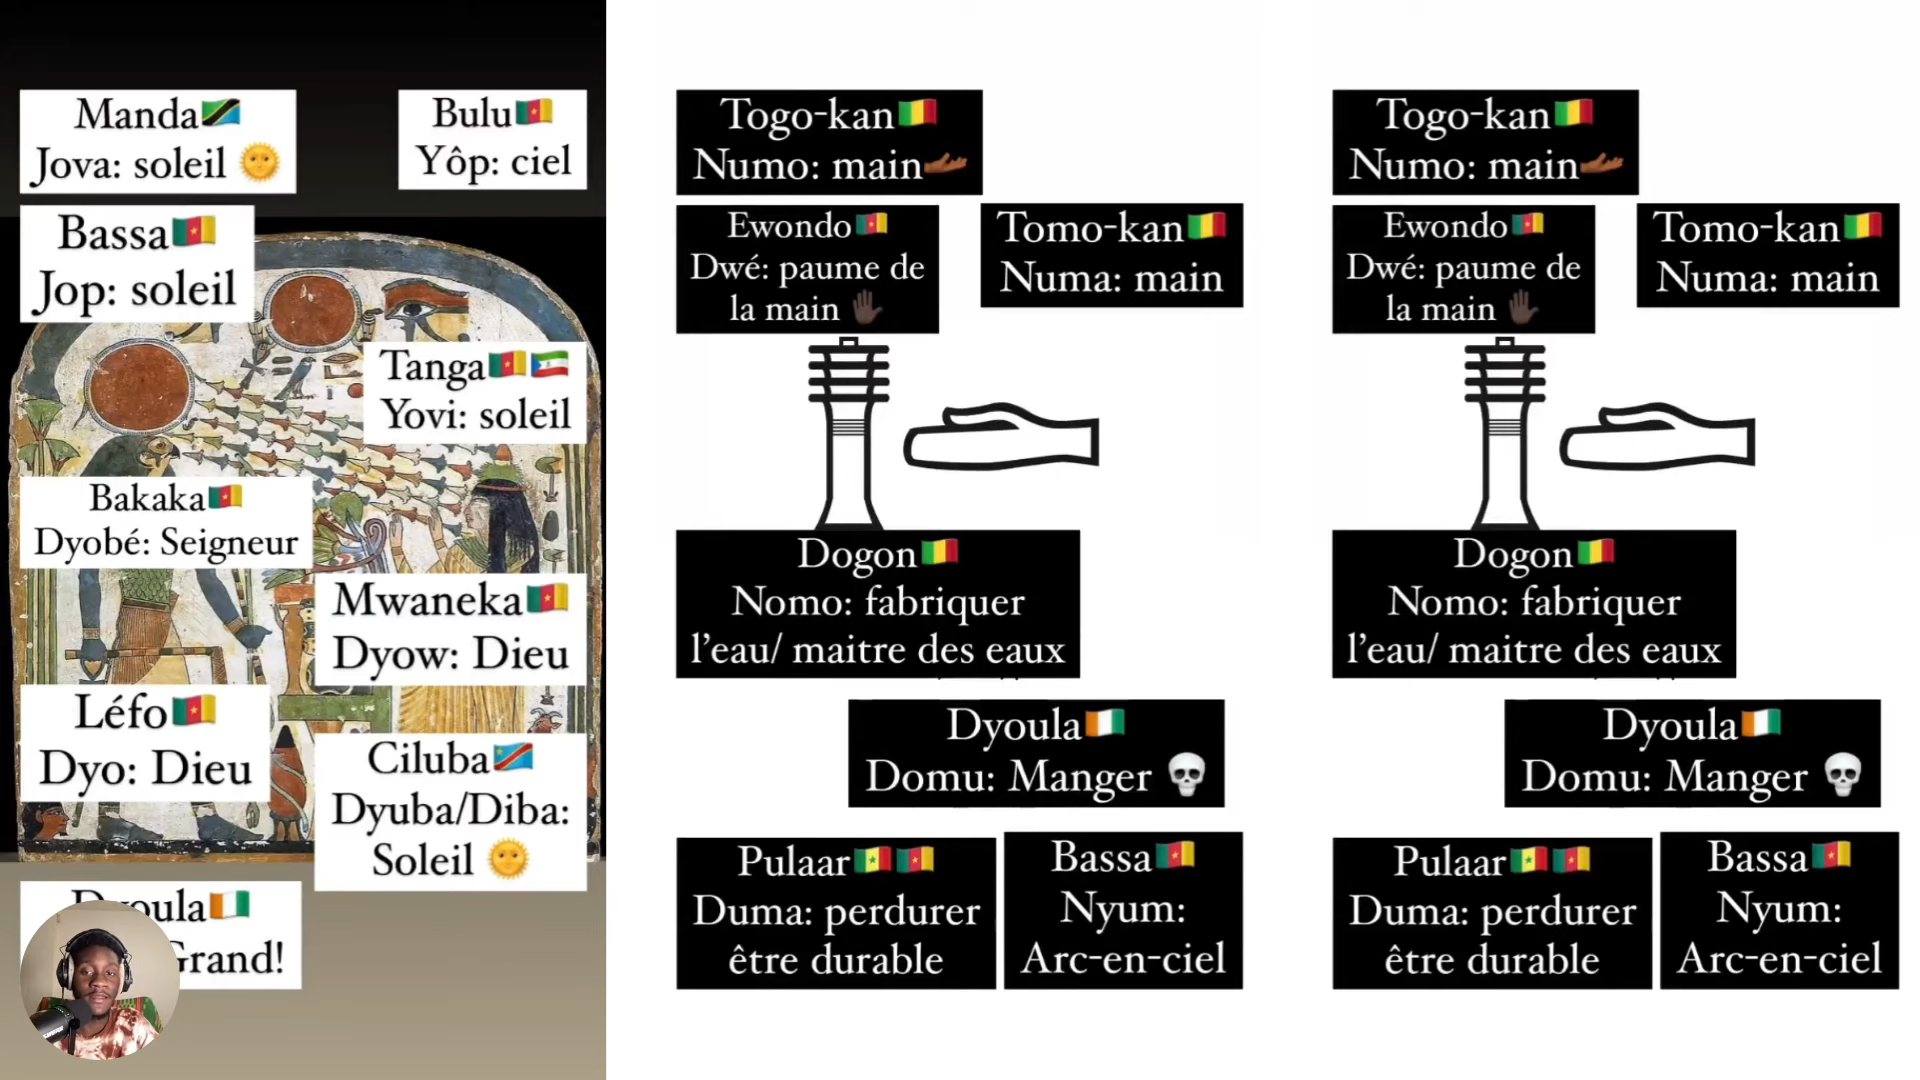 Manda
Jova: soleil
Bulu
Yôp: ciel
Bassa
Jop: soleil
Tanga
Yovi: soleil
Bakaka
Dyobé: Seigneur
Mwaneka
Dyow: Dieu
Léfo
Dyo: Dieu
Ciluba
Dyuba/Diba:
Soleil
Grand!
Togo-kan
Numo: main
Ewondo
Dwé: paume de
la main
Tomo-kan
Numa: main
Dogon
Nomo: fabriquer
l’eau/ maitre des eaux
Dyoula
Domu: Manger
Pulaar
Duma: perdurer
être durable
Bassa
Nyum:
Arc-en-ciel
Togo-kan
Numo: main
Ewondo
Dwé: paume de
la main
Tomo-kan
Numa: main
Dogon
Nomo: fabriquer
l’eau/ maitre des eaux
Dyoula
Domu: Manger
Pulaar
Duma: perdurer
être durable
Bassa
Nyum:
Arc-en-ciel